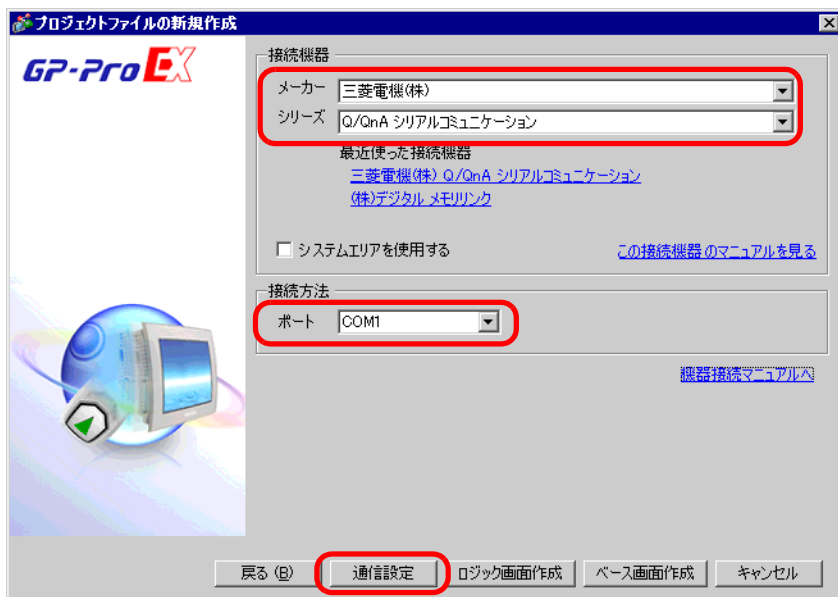 プロジェクトファイルの新規作成
GP-Pro EX
接続機器
メーカー 三菱電機(株)
シリーズ Q/QnA シリアルコミュニケーション
最近使った接続機器
三菱電機(株) Q/QnA シリアルコミュニケーション
(株)デジタル メモリリンク
システムエリアを使用する この接続機器のマニュアルを見る
接続方法
ポート COM1
機器接続マニュアルへ
戻る (B) 通信設定 ロジック画面作成 ベース画面作成 キャンセル